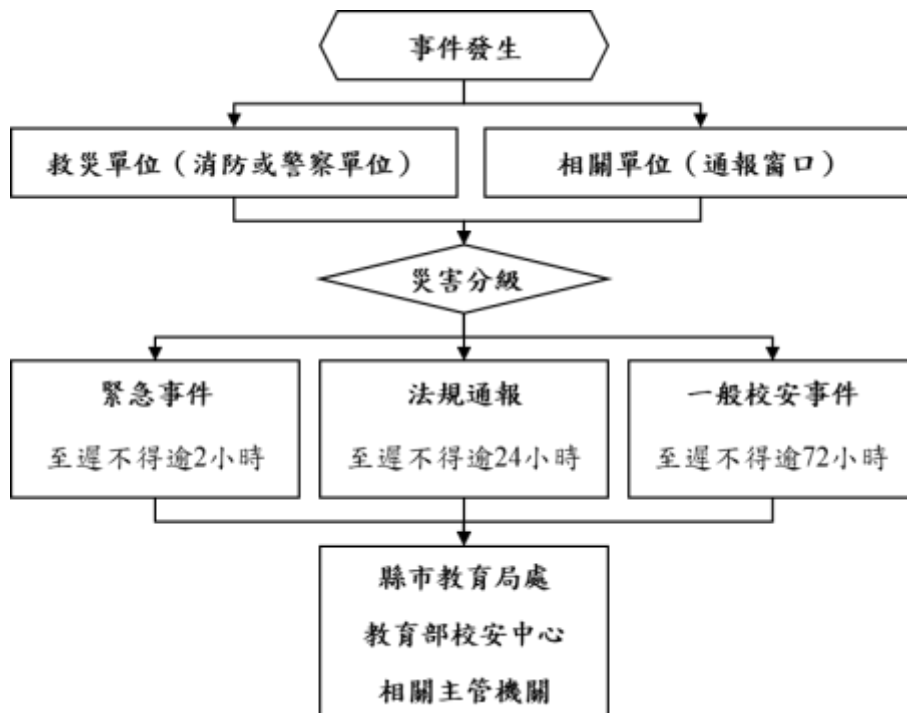 事件發生
救災單位（消防或警察單位）
相關單位（通報窗口）
災害分級
緊急事件
至遲不得逾2小時
法規通報
至遲不得逾24小時
一般校安事件
至遲不得逾72小時
縣市教育局處
教育部校安中心
相關主管機關